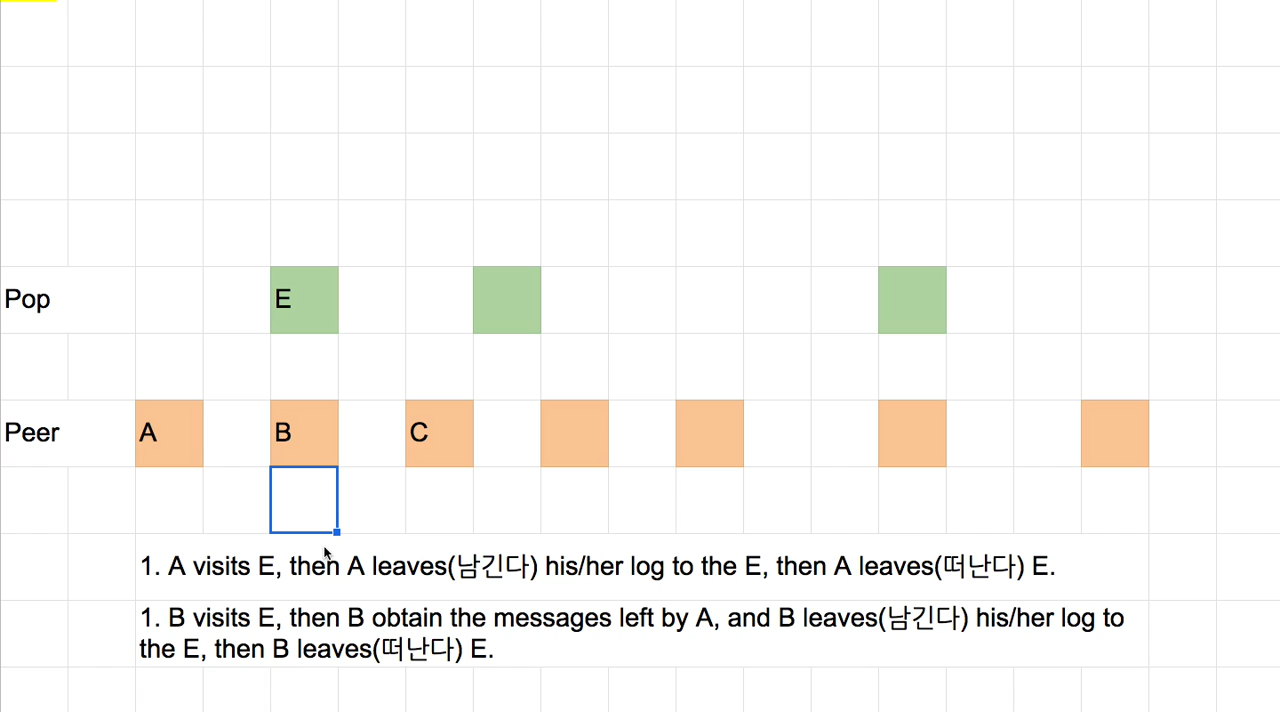 Pop
E
Peer
A
B
C
1. A visits E, then A leaves(남긴다) his/her log to the E, then A leaves(떠난다) E.
1. B visits E, then B obtain the messages left by A, and B leaves(남긴다) his/her log to
the E, then B leaves(떠난다) E.